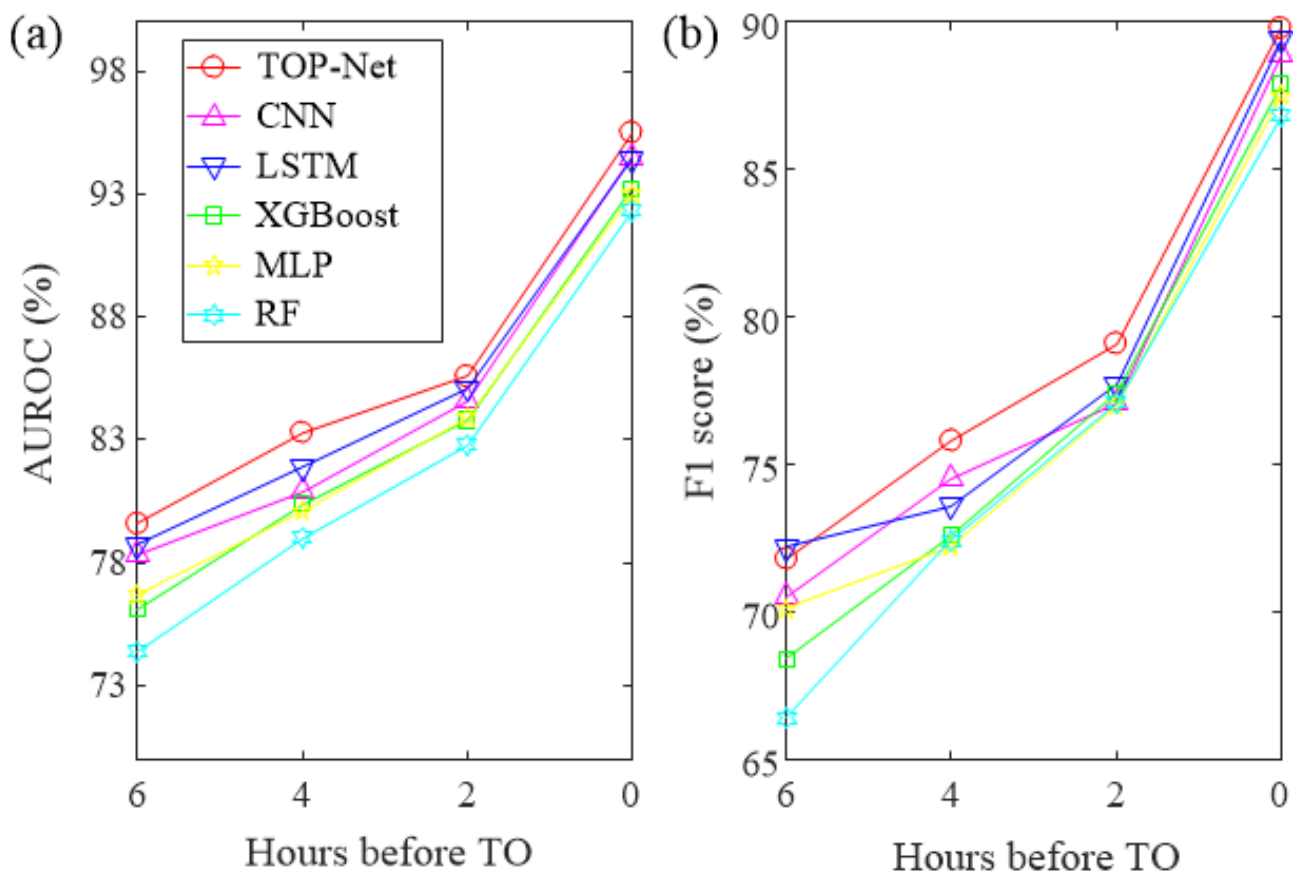 (a)
AUROC (%)
98
93
88
83
78
73
TOP-Net
CNN
LSTM
XGBoost
MLP
RF
6 4 2 0
Hours before TO
(b)
F1 score (%)
90
85
80
75
70
65
6 4 2 0
Hours before TO